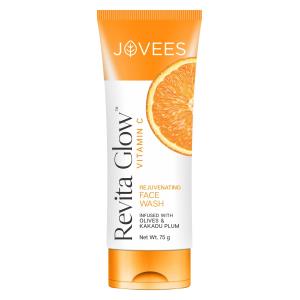 JOVEES
Revita Glow™
VITAMIN C
REJUVENATING
FACE
WASH
INFUSED WITH
OLIVES &
KAKADU PLUM
Net Wt. 75 g